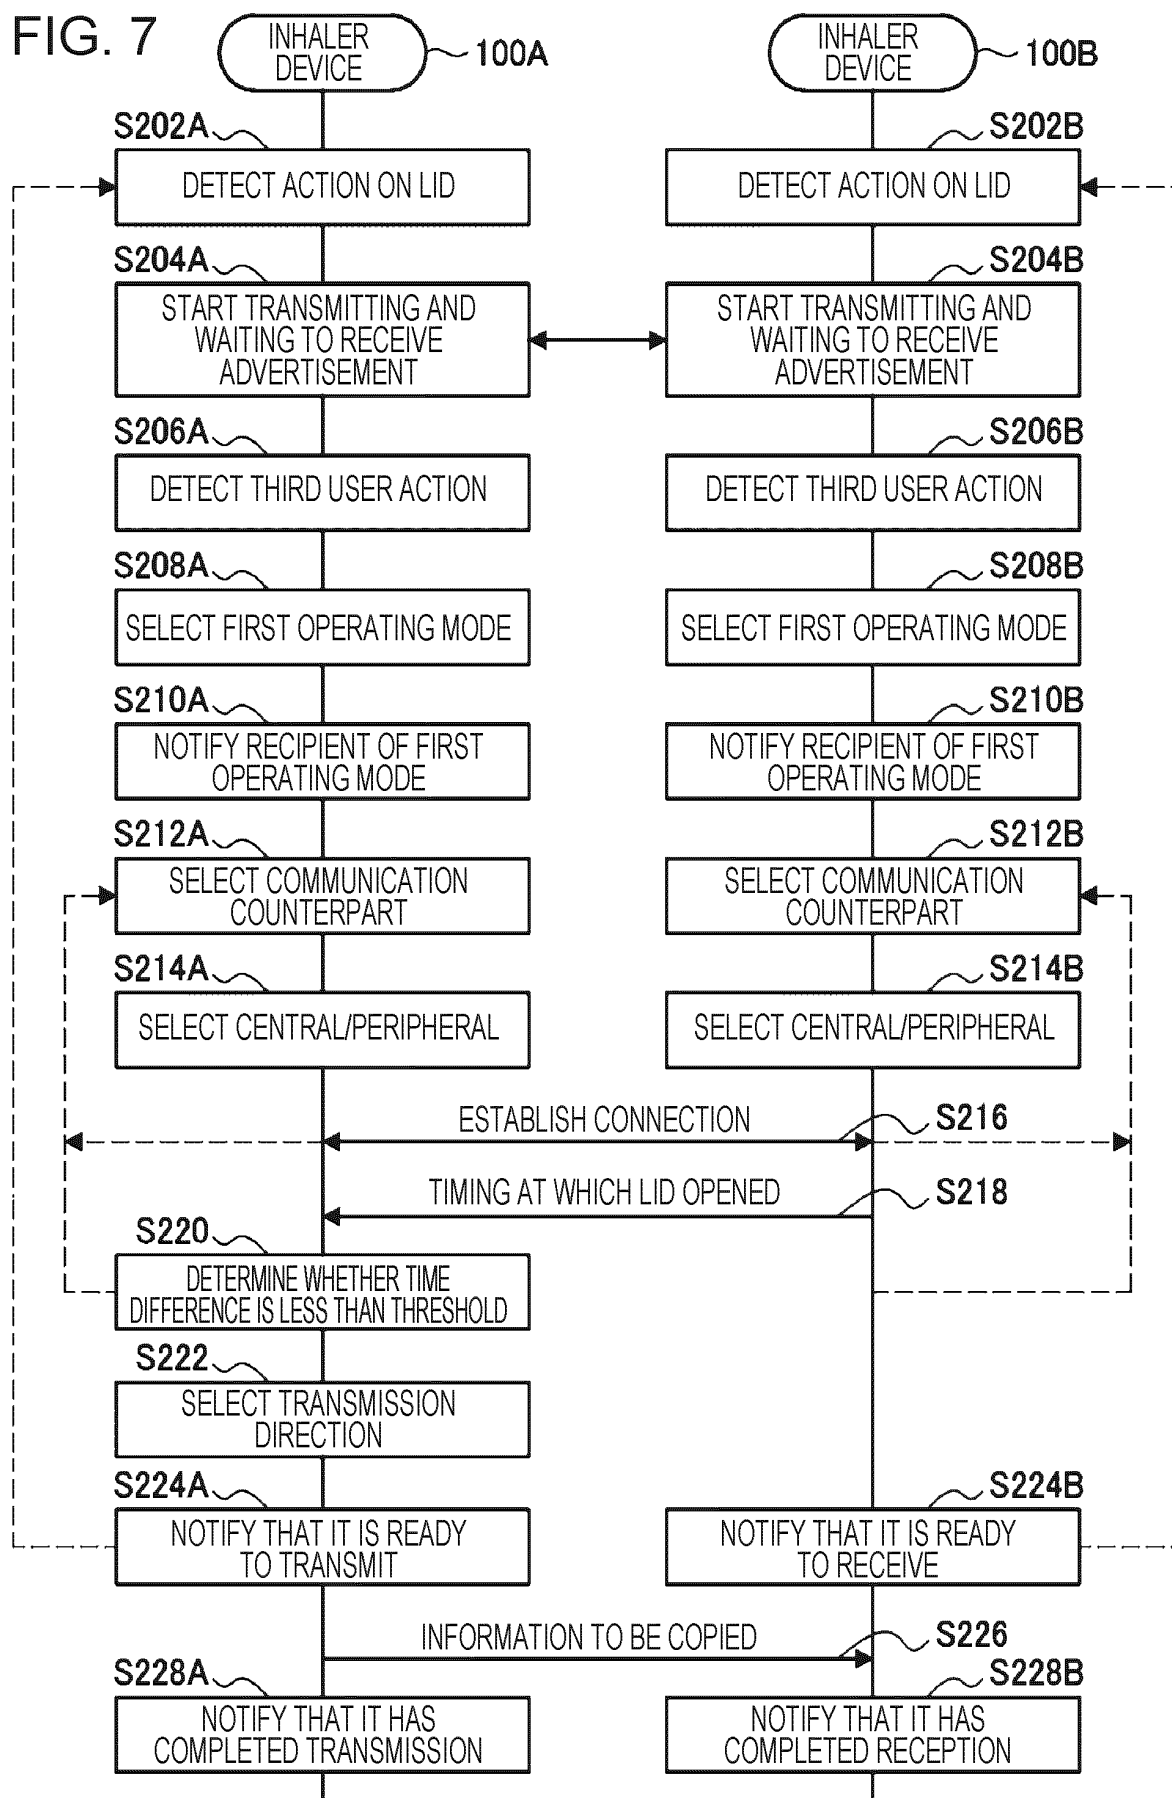 FIG. 7
INHALER
DEVICE
100A
INHALER
DEVICE
100B
S202A
DETECT ACTION ON LID
S202B
DETECT ACTION ON LID
S204A
START TRANSMITTING AND
WAITING TO RECEIVE
ADVERTISEMENT
S204B
START TRANSMITTING AND
WAITING TO RECEIVE
ADVERTISEMENT
S206A
DETECT THIRD USER ACTION
S206B
DETECT THIRD USER ACTION
S208A
SELECT FIRST OPERATING MODE
S208B
SELECT FIRST OPERATING MODE
S210A
NOTIFY RECIPIENT OF FIRST
OPERATING MODE
S210B
NOTIFY RECIPIENT OF FIRST
OPERATING MODE
S212A
SELECT COMMUNICATION
COUNTERPART
S212B
SELECT COMMUNICATION
COUNTERPART
S214A
SELECT CENTRAL/PERIPHERAL
S214B
SELECT CENTRAL/PERIPHERAL
ESTABLISH CONNECTION
S216
TIMING AT WHICH LID OPENED
S218
S220
DETERMINE WHETHER TIME
DIFFERENCE IS LESS THAN THRESHOLD
S222
SELECT TRANSMISSION
DIRECTION
S224A
NOTIFY THAT IT IS READY
TO TRANSMIT
S224B
NOTIFY THAT IT IS READY
TO RECEIVE
INFORMATION TO BE COPIED
S226
S228A
NOTIFY THAT IT HAS
COMPLETED TRANSMISSION
S228B
NOTIFY THAT IT HAS
COMPLETED RECEPTION